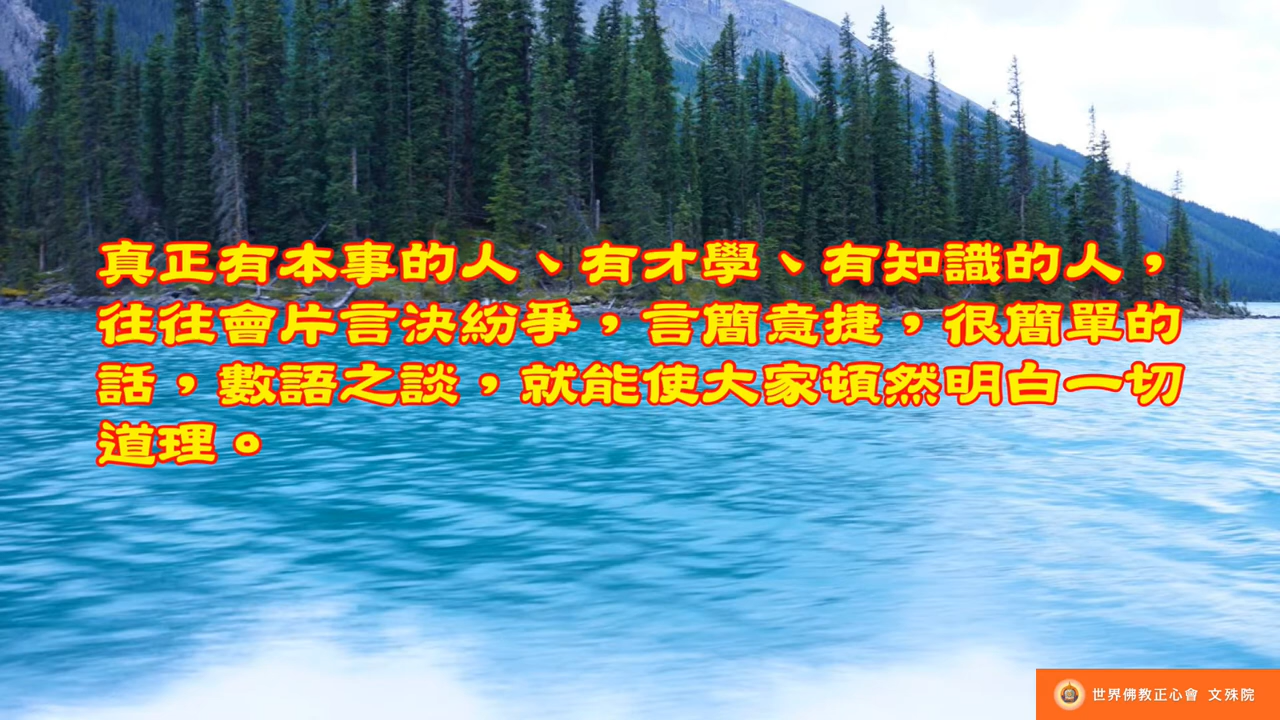 真正有本事的人、有才學、有知識的人，
往往會片言決紛爭，言簡意捷，很簡單的
話，數語之談，就能使大家頓然明白一切
道理。
世界佛教正心會 文殊院